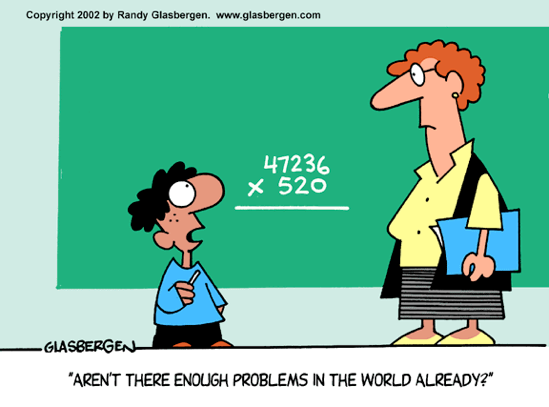 Copyright 2002 by Randy Glasbergen. www.glasbergen.com
47236
x 520
GLASBERGEN
"AREN'T THERE ENOUGH PROBLEMS IN THE WORLD ALREADY?"